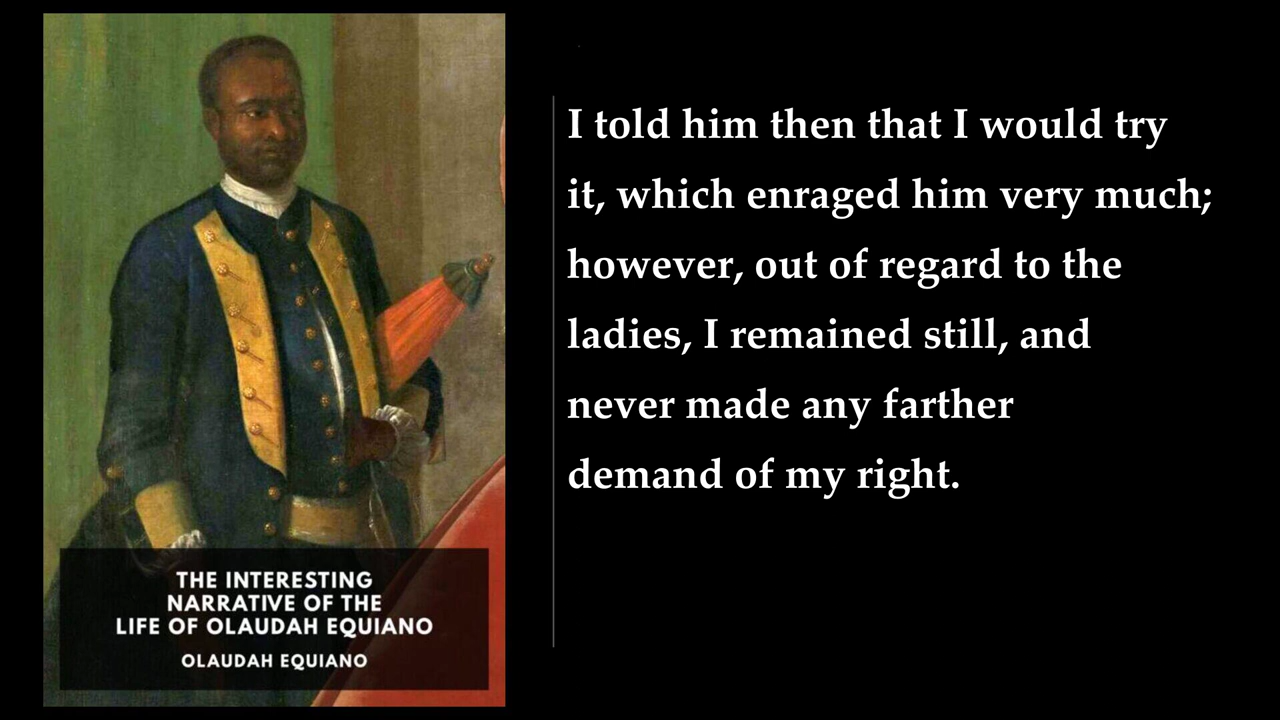 I told him then that I would try
it, which enraged him very much;
however, out of regard to the
ladies, I remained still, and
never made any farther
demand of my right.
THE INTERESTING
NARRATIVE OF THE
LIFE OF OLAUDAH EQUIANO
OLAUDAH EQUIANO